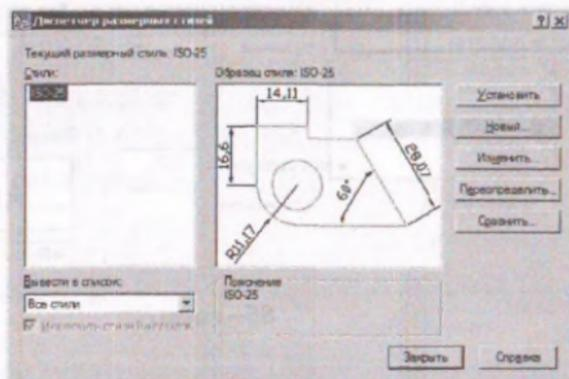 Диспетчер размерных стилей
Текущий размерный стиль: ISO-25
Стили:
ISO-25
Образец стиля: ISO-25
14,11
16,6
28,07
60°
R11,17
Установить
Новый...
Изменить...
Переопределить...
Сравнить...
Вывести в список:
Все стили
Пояснение
ISO-25
Закрыть
Справка